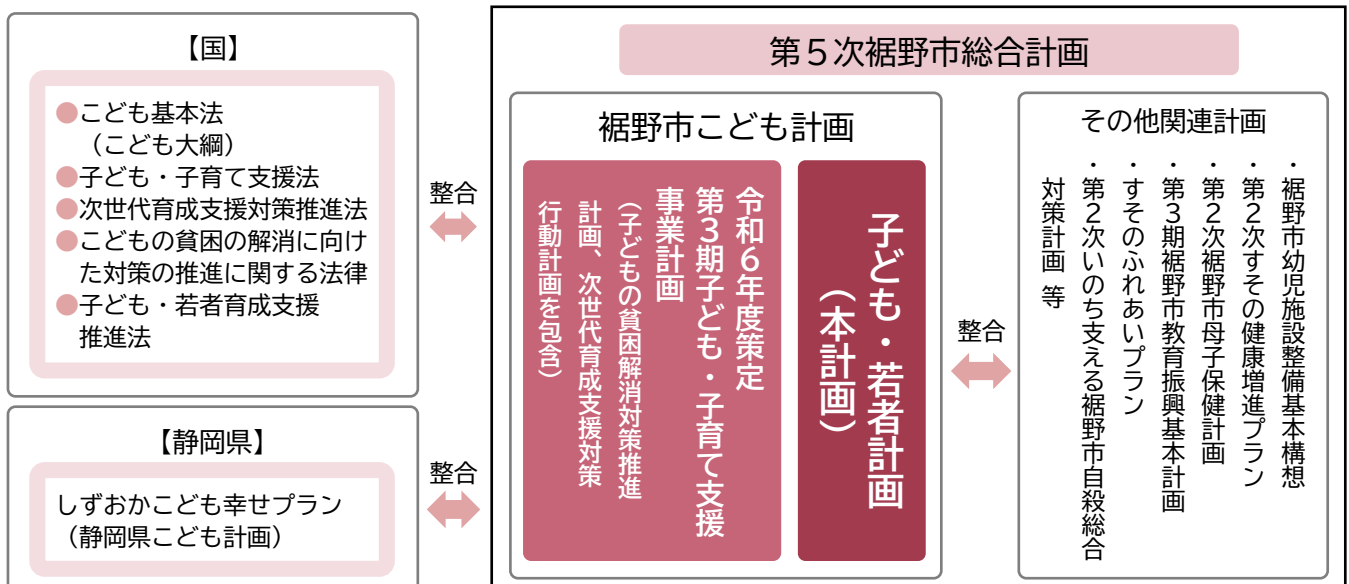 【国】
●こども基本法
（こども大綱）
●子ども・子育て支援法
●次世代育成支援対策推進法
●こどもの貧困の解消に向け
た対策の推進に関する法律
●子ども・若者育成支援
推進法
整合
【静岡県】
しずおかこども幸せプラン
（静岡県こども計画）
整合
第５次裾野市総合計画
裾野市こども計画
子ども・若者計画
（本計画）
令和６年度策定
第３期子ども・子育て支援
事業計画
（子どもの貧困解消対策推進
計画、次世代育成支援対策
行動計画を包含）
整合
その他関連計画
・裾野市幼児施設整備基本構想
・第２次すその健康増進プラン
・第２次裾野市母子保健計画
・第３期裾野市教育振興基本計画
・すそのふれあいプラン
・第２次いのち支える裾野市自殺総合
対策計画 等